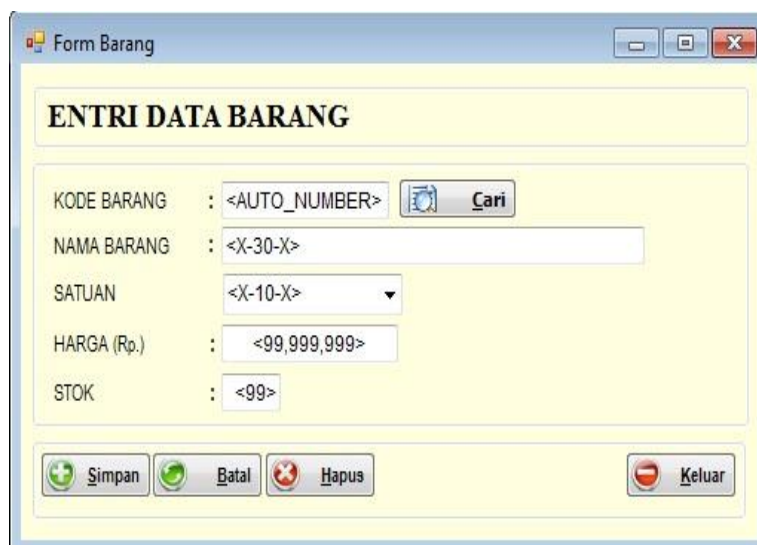 Form Barang
ENTRI DATA BARANG
KODE BARANG : <AUTO_NUMBER> Cari
NAMA BARANG : <X-30-X>
SATUAN <X-10-X>
HARGA (Rp.) : <99,999,999>
STOK : <99>
Simpan Batal Hapus Keluar